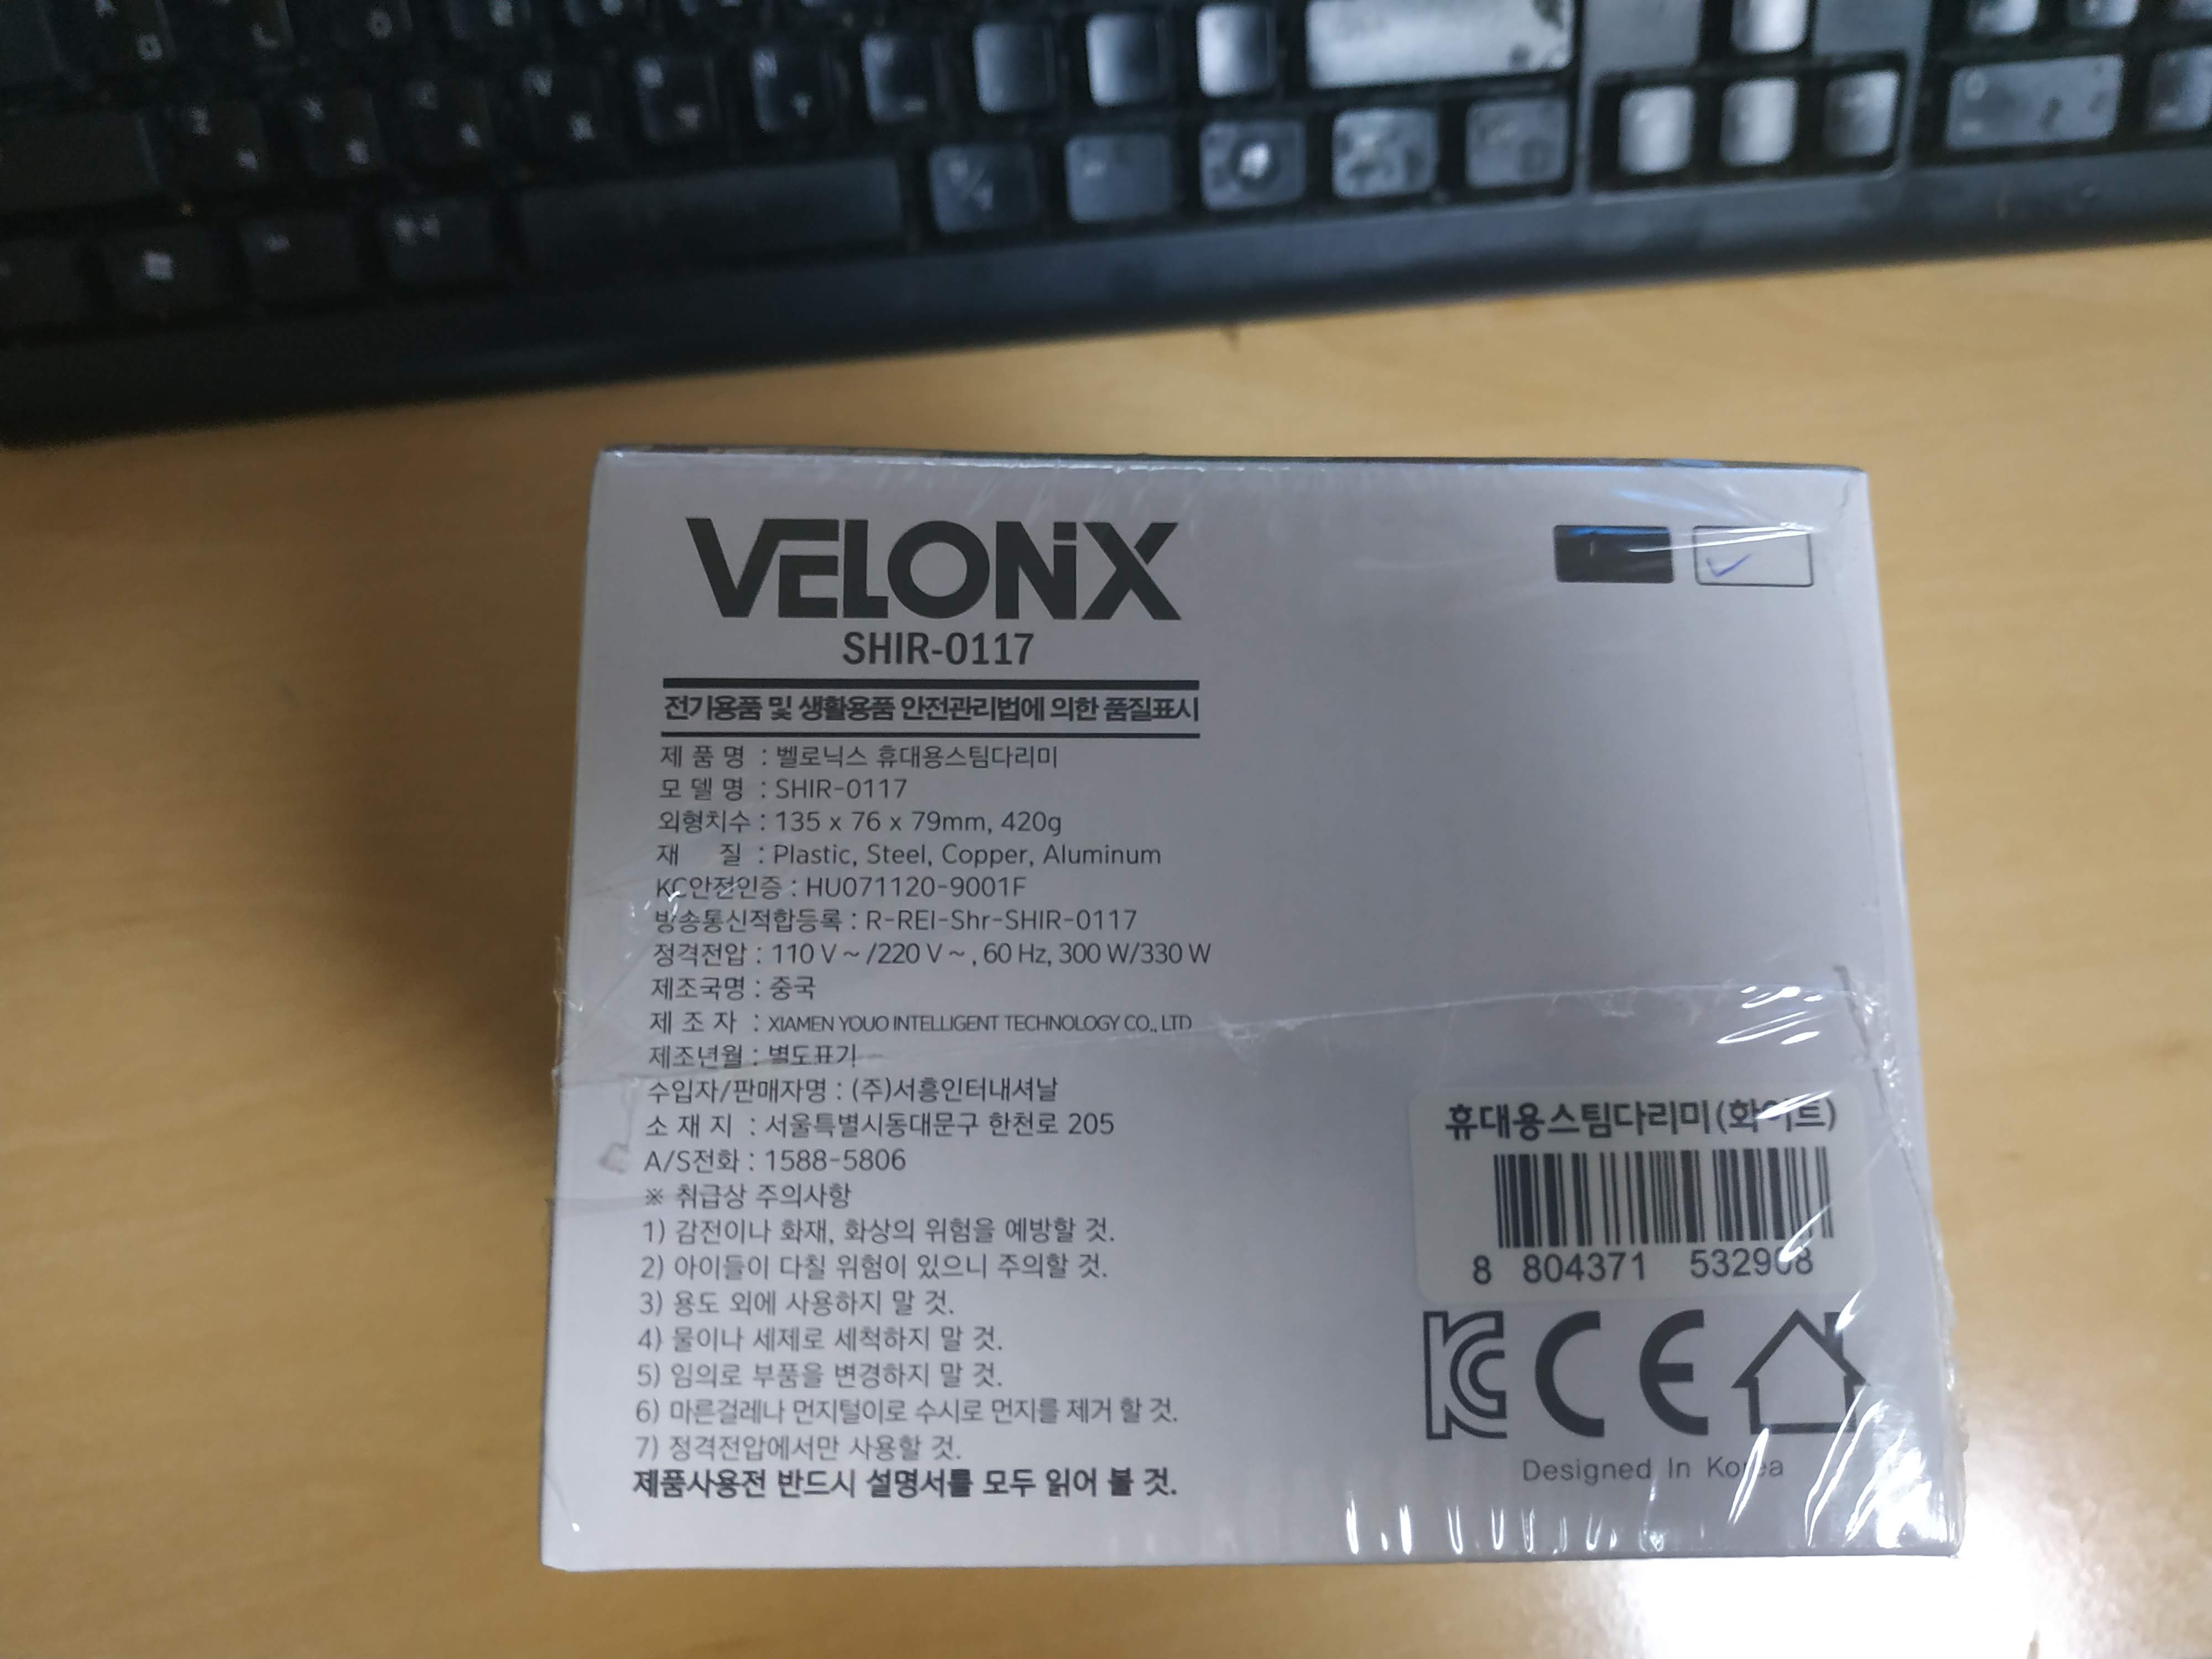 VELONiX
SHIR-0117
전기용품 및 생활용품 안전관리법에 의한 품질표시
제 품 명 : 벨로닉스 휴대용스팀다리미
모 델 명 : SHIR-0117
외형치수 : 135 x 76 x 79mm, 420g
재 질 : Plastic, Steel, Copper, Aluminum
KC안전인증 : HU071120-9001F
방송통신적합등록 : R-REI-Shr-SHIR-0117
정격전압 : 110 V ~ /220 V ~ , 60 Hz, 300 W/330 W
제조국명 : 중국
제 조 자 : XIAMEN YOUO INTELLIGENT TECHNOLOGY CO., LTD
제조년월 : 별도표기
수입자/판매자명 : (주)서흥인터내셔날
소 재 지 : 서울특별시동대문구 한천로 205
A/S전화 : 1588-5806
※ 취급상 주의사항
1) 감전이나 화재, 화상의 위험을 예방할 것.
2) 아이들이 다칠 위험이 있으니 주의할 것.
3) 용도 외에 사용하지 말 것.
4) 물이나 세제로 세척하지 말 것.
5) 임의로 부품을 변경하지 말 것.
6) 마른걸레나 먼지털이로 수시로 먼지를 제거 할 것.
7) 정격전압에서만 사용할 것.
제품사용전 반드시 설명서를 모두 읽어 볼 것.
휴대용스팀다리미(화이트)
8 804371 532908
KC CE
Designed In Korea